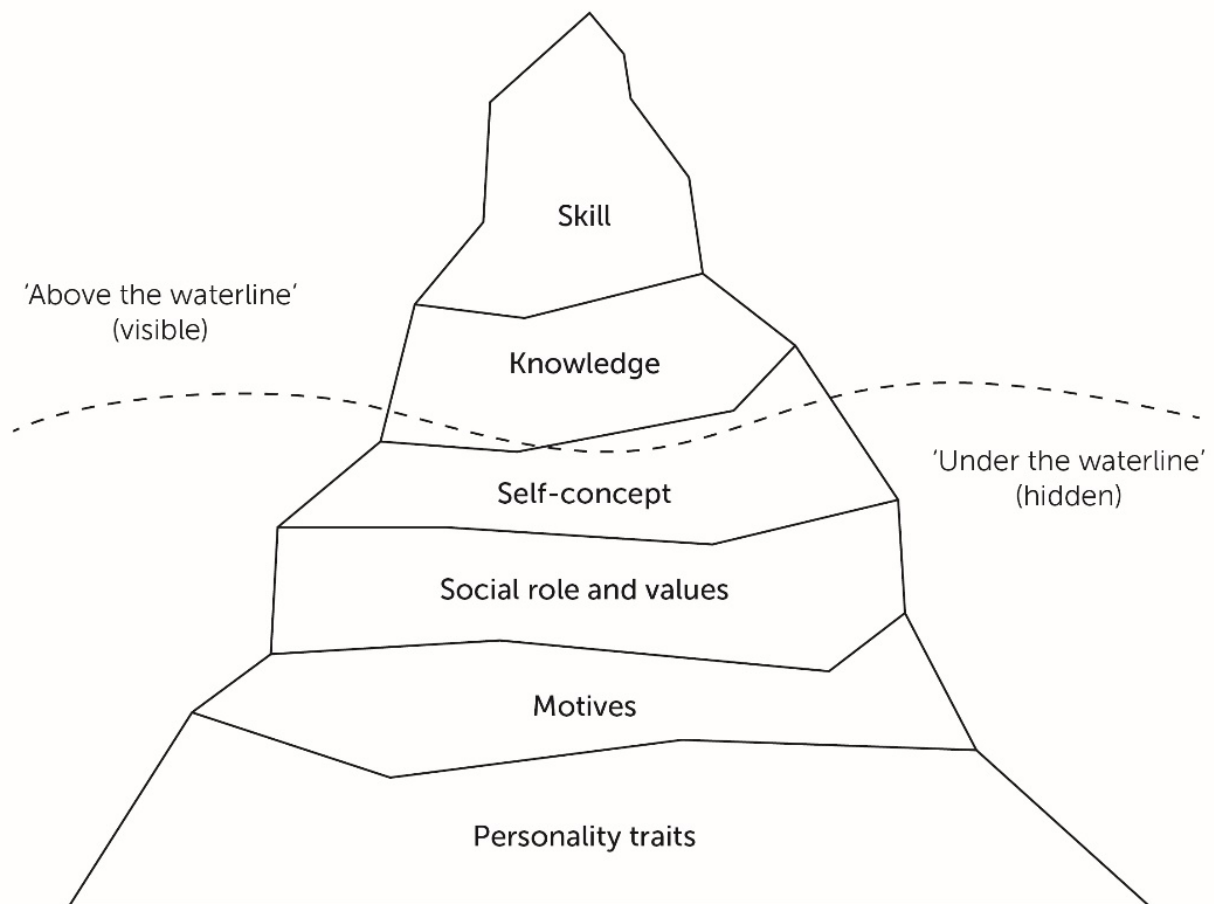 Skill
‘Above the waterline’
(visible)
Knowledge
‘Under the waterline’
(hidden)
Self-concept
Social role and values
Motives
Personality traits